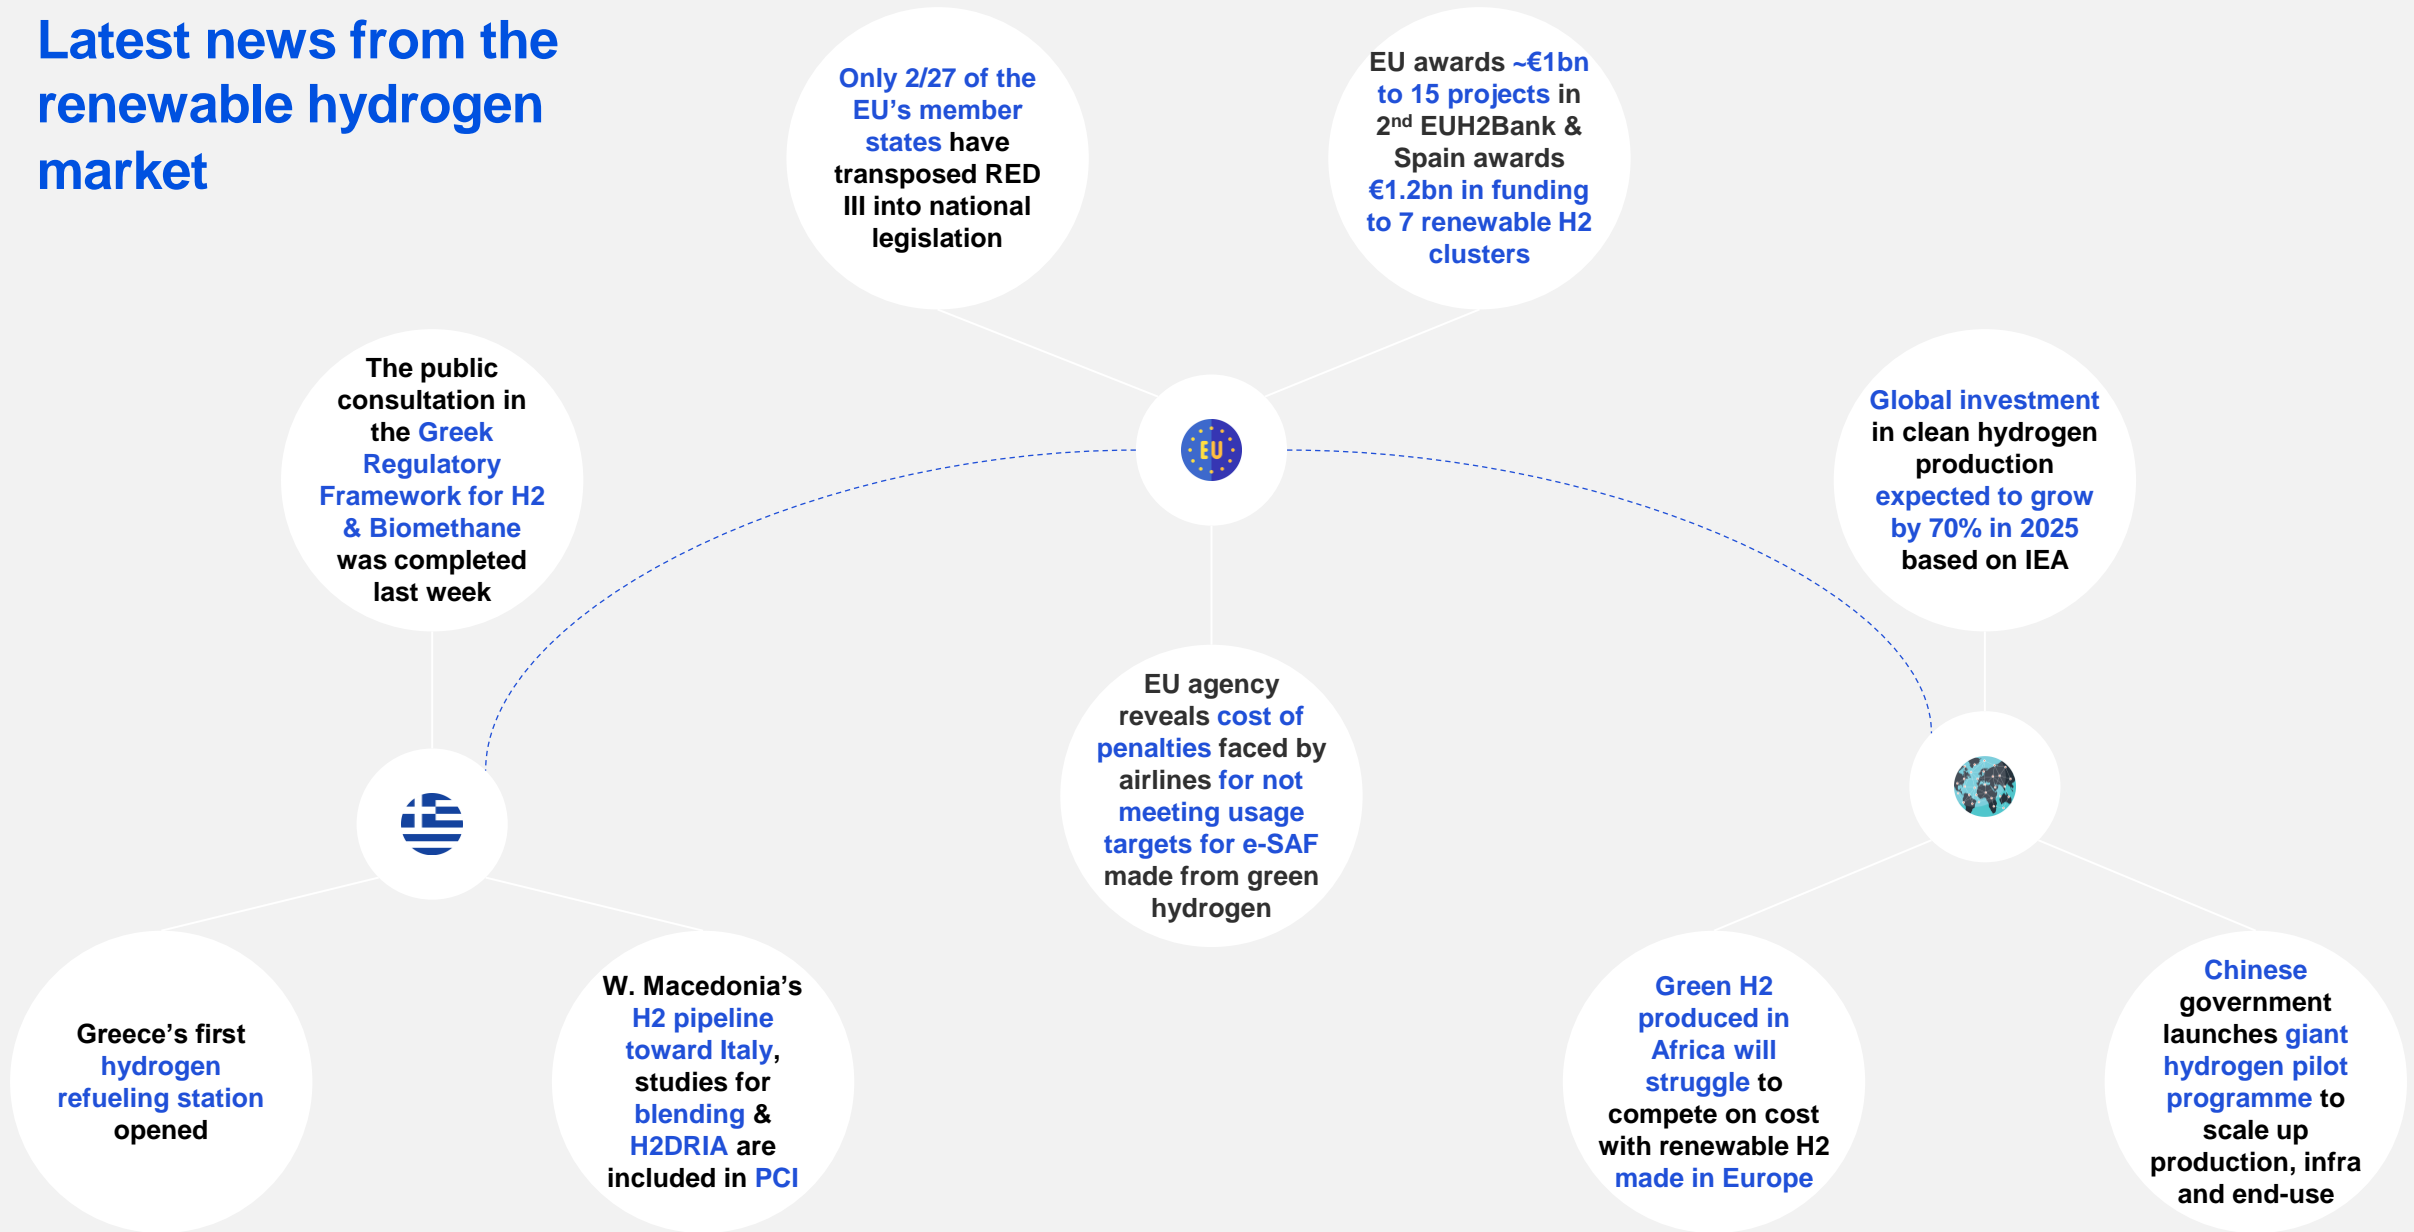 Latest news from the
renewable hydrogen
market
Only 2/27 of the
EU’s member
states have
transposed RED
III into national
legislation
EU awards ~€1bn
to 15 projects in
2nd EUH2Bank &
Spain awards
€1.2bn in funding
to 7 renewable H2
clusters
The public
consultation in
the Greek
Regulatory
Framework for H2
& Biomethane
was completed
last week
EU
Global investment
in clean hydrogen
production
expected to grow
by 70% in 2025
based on IEA
EU agency
reveals cost of
penalties faced by
airlines for not
meeting usage
targets for e-SAF
made from green
hydrogen
Greece’s first
hydrogen
refueling station
opened
W. Macedonia’s
H2 pipeline
toward Italy,
studies for
blending &
H2DRIA are
included in PCI
Green H2
produced in
Africa will
struggle to
compete on cost
with renewable H2
made in Europe
Chinese
government
launches giant
hydrogen pilot
programme to
scale up
production, infra
and end-use